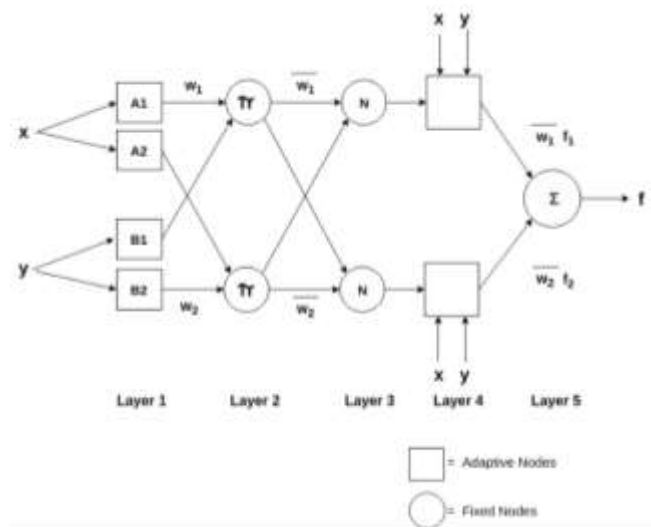 x y
w₁ w̅₁
A1 π N
x
A2
w̅₁ f₁
Σ f
B1
y
B2 π N
w̅₂ f₂
w₂ w̅₂
x y
Layer 1 Layer 2 Layer 3 Layer 4 Layer 5
= Adaptive Nodes
= Fixed Nodes